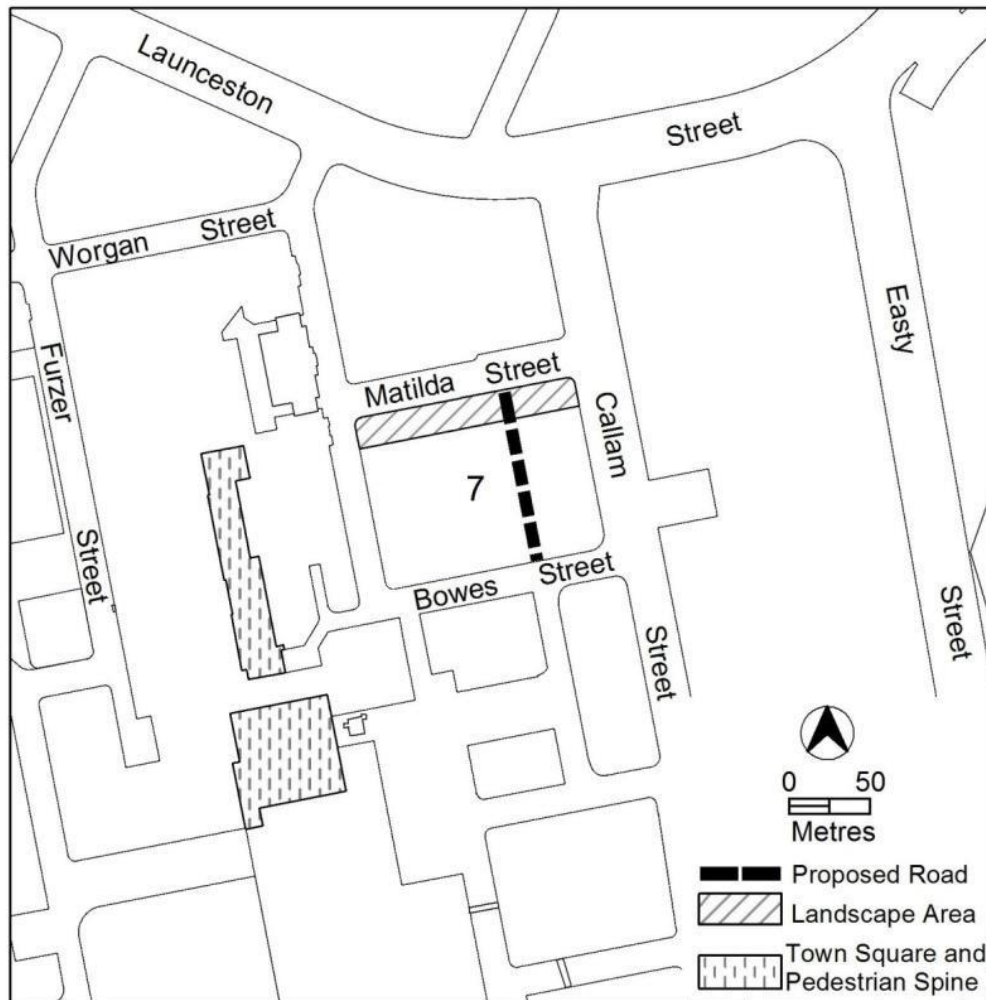 Launceston
Street
Worgan Street
Easty
Furzer
Matilda Street
Callam
7
Street
Bowes Street
Street
Street
0 50
Metres
Proposed Road
Landscape Area
Town Square and
Pedestrian Spine